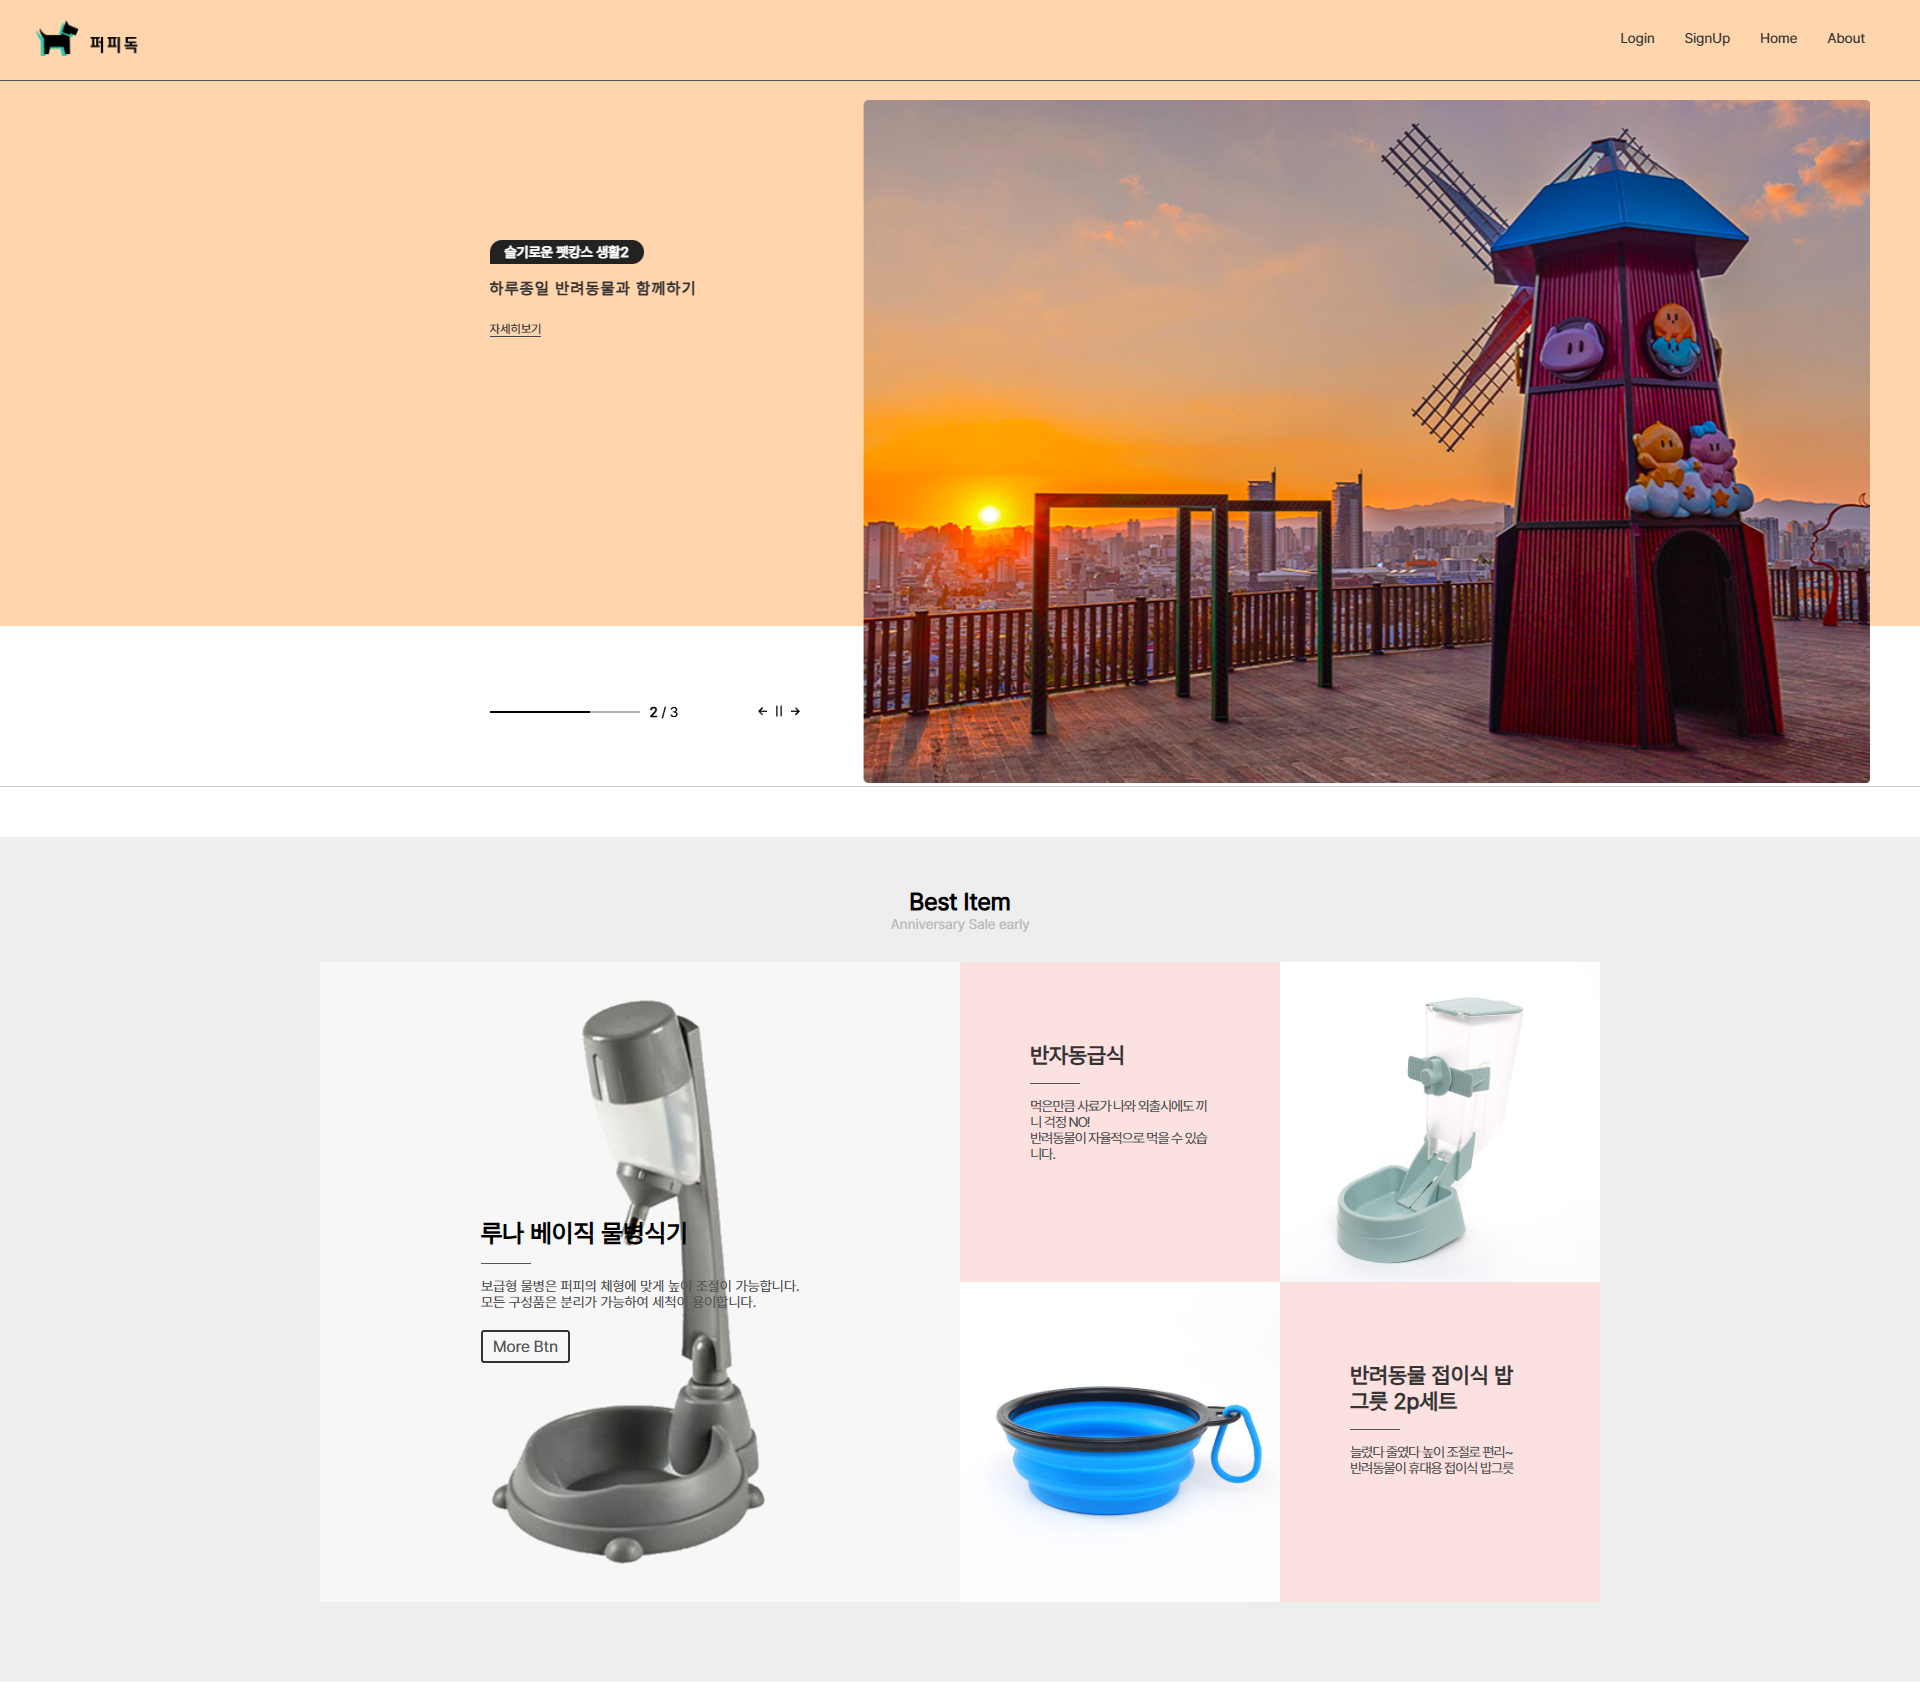 퍼피독
Login
SignUp
Home
About
슬기로운 펫캉스 생활2
하루종일 반려동물과 함께하기
자세히보기
2 / 3
Best Item
Anniversary Sale early
루나 베이직 물병식기
보급형 물병은 퍼피의 체형에 맞게 높이 조절이 가능합니다.
모든 구성품은 분리가 가능하여 세척이 용이합니다.
More Btn
반자동급식
먹은만큼 사료가 나와 외출시에도 끼
니 걱정 NO!
반려동물이 자율적으로 먹을 수 있습
니다.
반려동물 접이식 밥
그릇 2p세트
늘렸다 줄였다 높이 조절로 편리~
반려동물이 휴대용 접이식 밥그릇